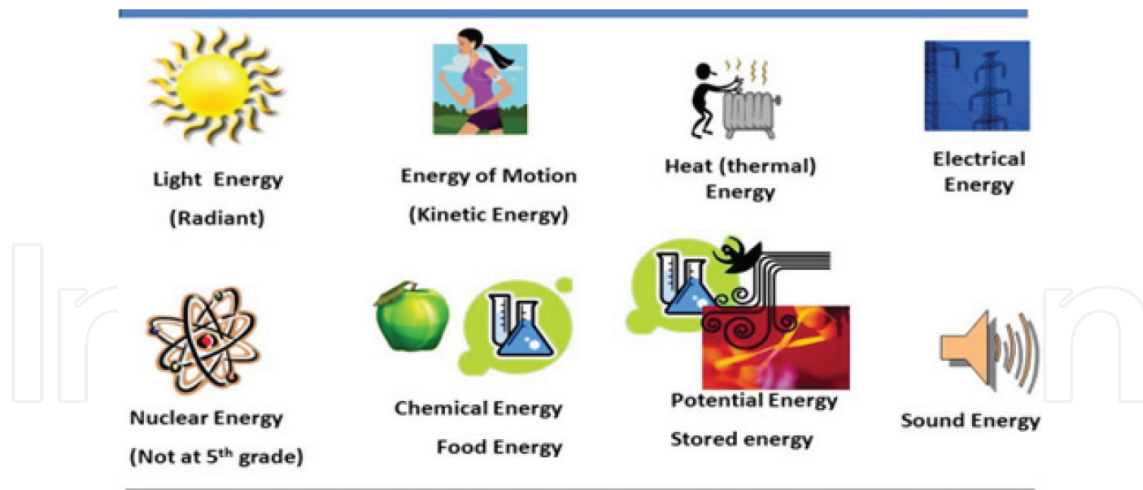 Light Energy
(Radiant)
Energy of Motion
(Kinetic Energy)
Heat (thermal)
Energy
Electrical
Energy
Nuclear Energy
(Not at 5th grade)
Chemical Energy
Food Energy
Potential Energy
Stored energy
Sound Energy